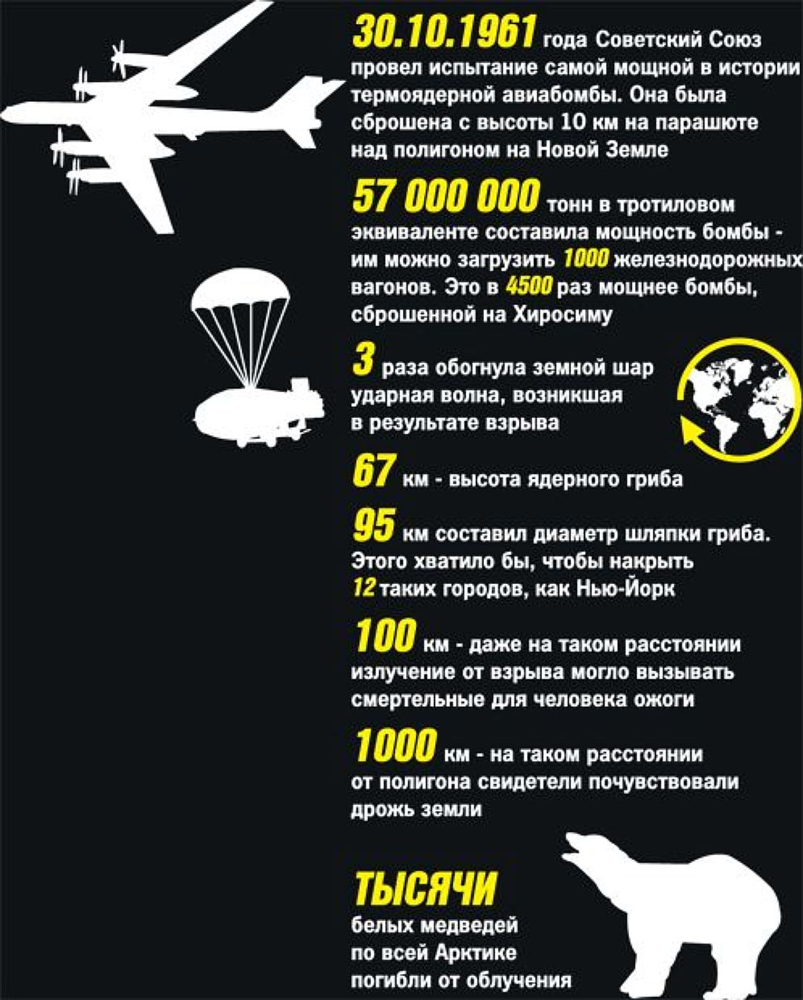 30.10.1961 года Советский Союз
провел испытание самой мощной в истории
термоядерной авиабомбы. Она была
сброшена с высоты 10 км на парашюте
над полигоном на Новой Земле
57 000 000 тонн в тротиловом
эквиваленте составила мощность бомбы -
им можно загрузить 1000 железнодорожных
вагонов. Это в 4500 раз мощнее бомбы,
сброшенной на Хиросиму
3 раза обогнула земной шар
ударная волна, возникшая
в результате взрыва
67 км - высота ядерного гриба
95 км составил диаметр шляпки гриба.
Этого хватило бы, чтобы накрыть
12 таких городов, как Нью-Йорк
100 км - даже на таком расстоянии
излучение от взрыва могло вызывать
смертельные для человека ожоги
1000 км - на таком расстоянии
от полигона свидетели почувствовали
дрожь земли
ТЫСЯЧИ
белых медведей
по всей Арктике
погибли от облучения